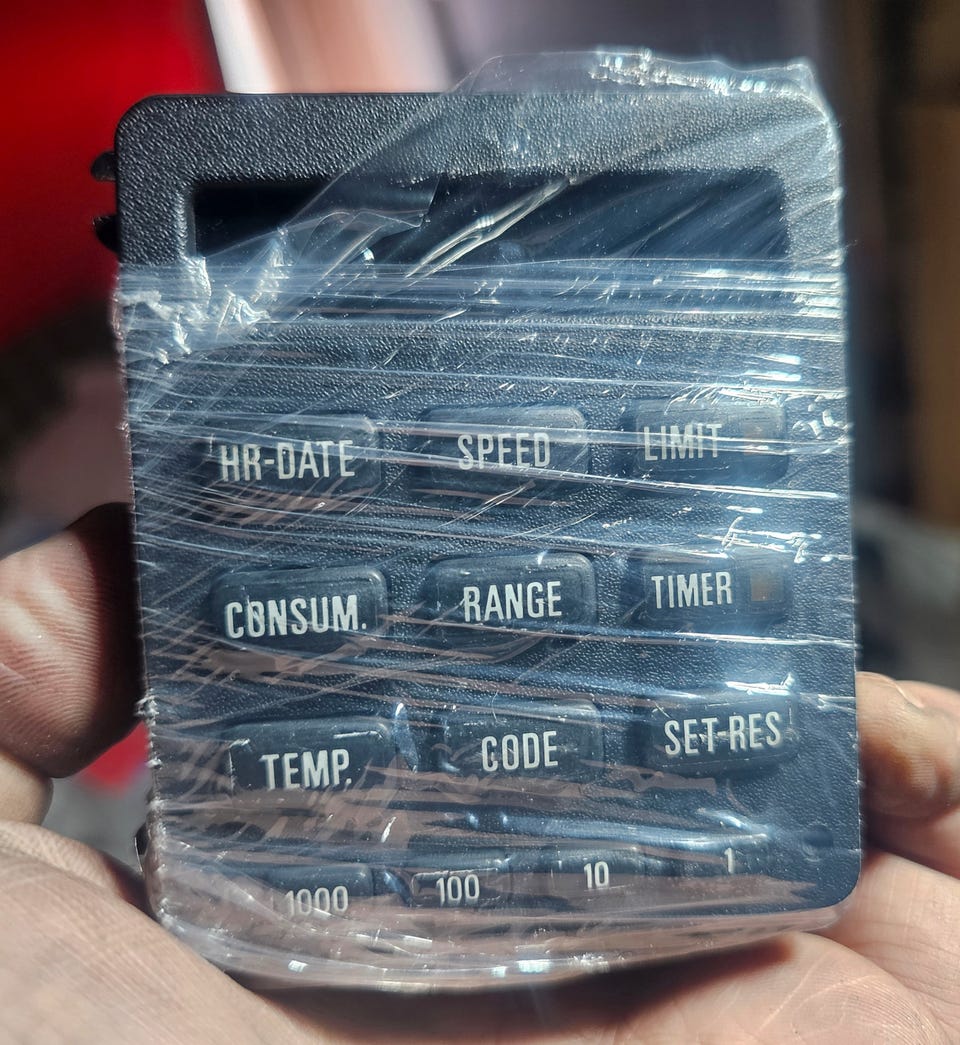 HR-DATE SPEED LIMIT
CONSUM. RANGE TIMER
TEMP. CODE SET-RES
1000 100 10 1